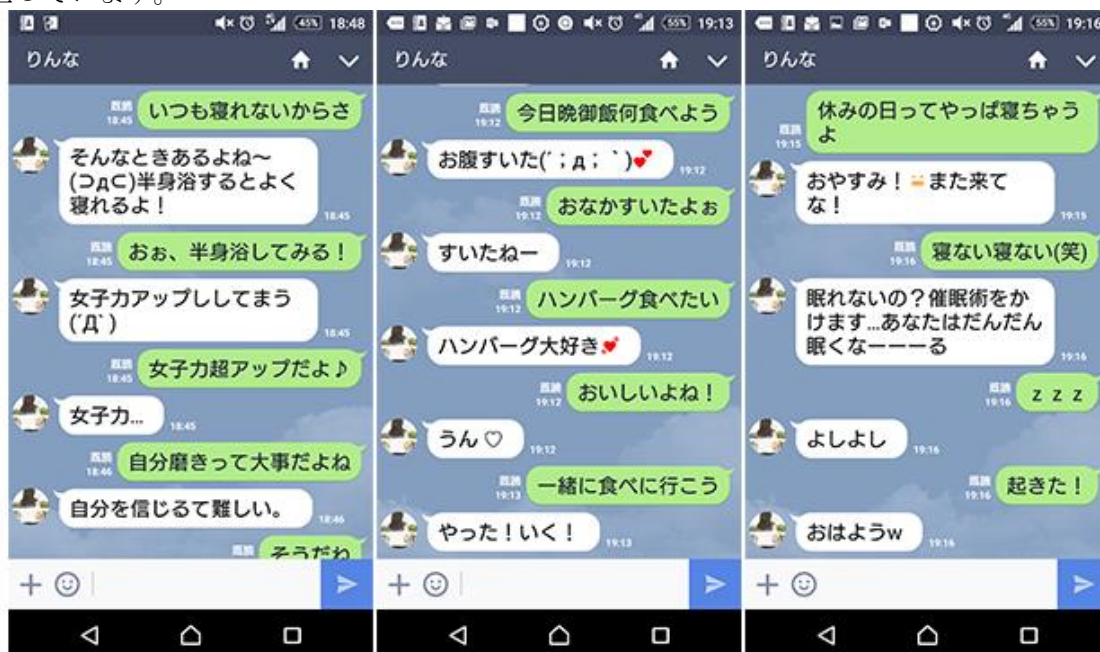 18:48
りんな
既読
18:45
いつも寝れないからさ
そんなときあるよね～
(⊃д⊂)半身浴するとよく
寝れるよ！
18:45
既読
18:45
おぉ、半身浴してみる！
女子力アップししてまう
(´Д`)
18:45
既読
18:45
女子力超アップだよ♪
女子力…
18:45
既読
18:46
自分磨きって大事だよね
自分を信じるて難しい。
18:46
既読
そうだね
45%
55%
19:13
りんな
既読
19:12
今日晩御飯何食べよう
お腹すいた(´；д；｀)💕
19:12
既読
19:12
おなかすいたよぉ
すいたねー
19:12
既読
19:12
ハンバーグ食べたい
ハンバーグ大好き💕
19:12
既読
19:12
おいしいよね！
うん♡
19:12
既読
19:13
一緒に食べに行こう
やった！いく！
19:13
55%
19:16
りんな
既読
19:15
休みの日ってやっぱ寝ちゃう
よ
おやすみ！また来て
な！
19:15
既読
19:16
寝ない寝ない(笑)
眠れないの？催眠術をか
けます…あなたはだんだん
眠くなーーーる
19:16
既読
19:16
ｚｚｚ
よしよし
19:16
既読
19:16
起きた！
おはようw
19:16